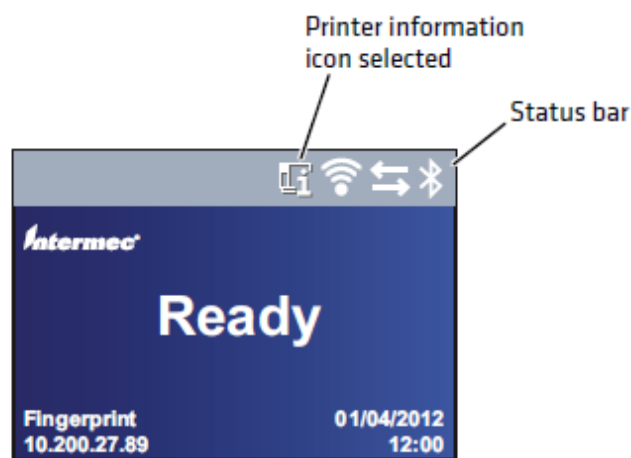 Printer information
icon selected
Status bar
Intermec
Ready
Fingerprint 01/04/2012
10.200.27.89 12:00